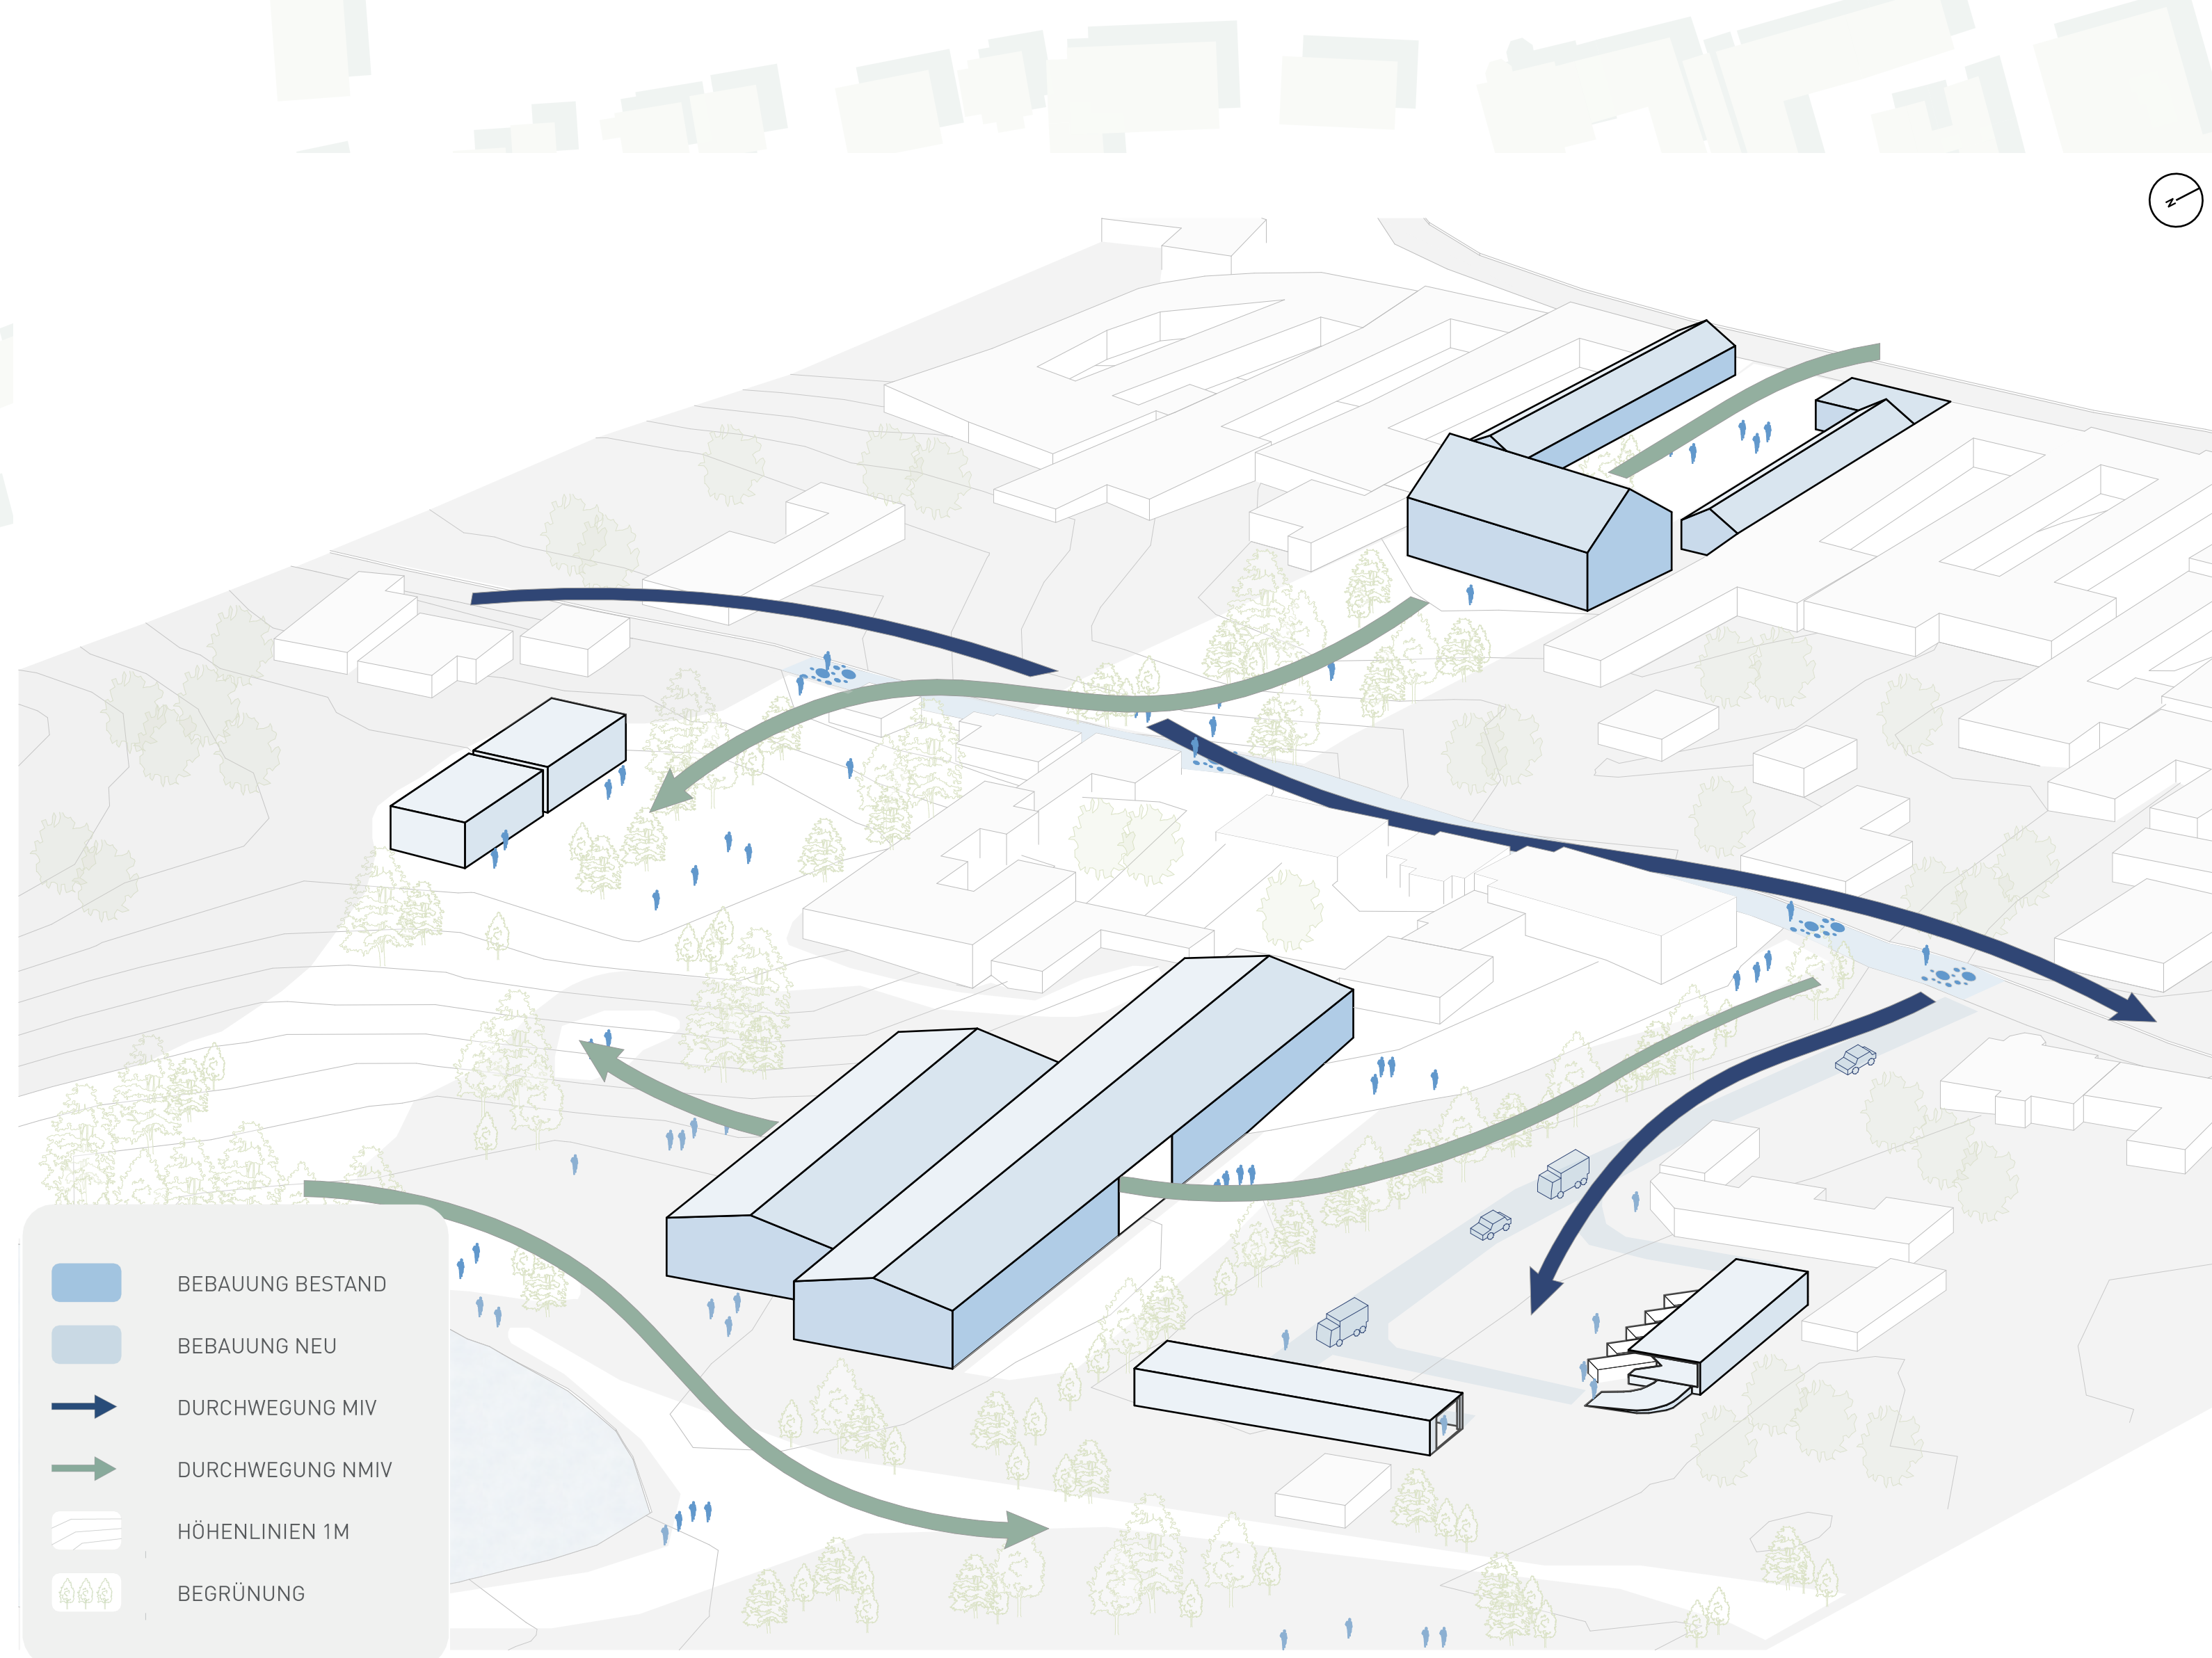 N
BEBAUUNG BESTAND
BEBAUUNG NEU
DURCHWEGUNG MIV
DURCHWEGUNG NMIV
HÖHENLINIEN 1M
BEGRÜNUNG